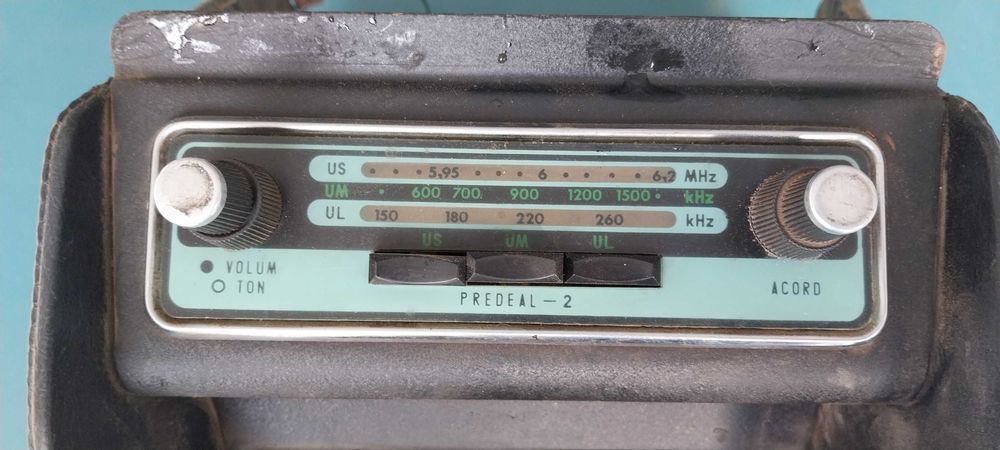 US 5,95 6 6,2 MHz
UM 600 700 900 1200 1500 kHz
UL 150 180 220 260 kHz
US UM UL
VOLUM
TON
PREDEAL - 2
ACORD